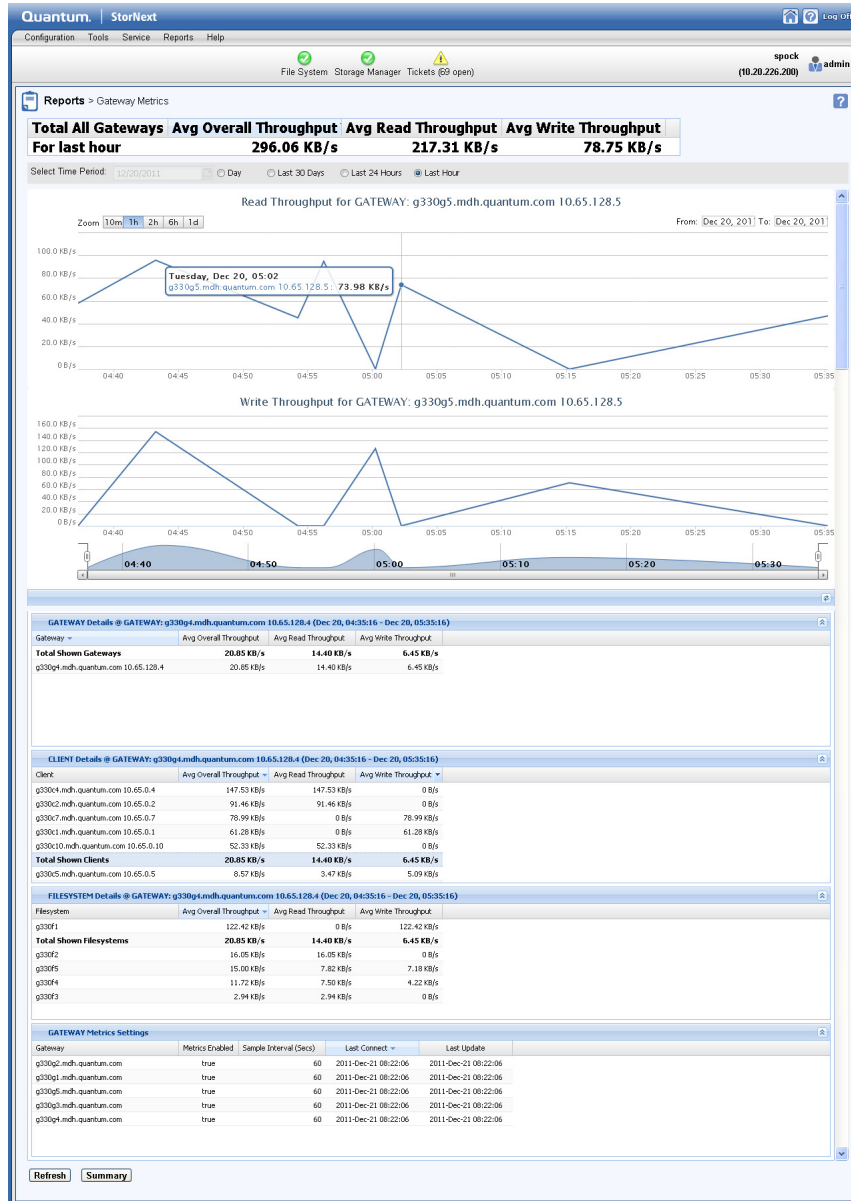 Quantum. | StorNext
Log Off
Configuration Tools Service Reports Help
File System Storage Manager Tickets (69 open)
spock
(10.20.226.200)
admin
Reports > Gateway Metrics
Total All Gateways Avg Overall Throughput Avg Read Throughput Avg Write Throughput
For last hour 296.06 KB/s 217.31 KB/s 78.75 KB/s
Select Time Period: 12/20/2011 Day Last 30 Days Last 24 Hours Last Hour
Read Throughput for GATEWAY: g330g5.mdh.quantum.com 10.65.128.5
Zoom 10m 1h 2h 6h 1d
From: Dec 20, 201 To: Dec 20, 201
100.0 KB/s
80.0 KB/s
60.0 KB/s
40.0 KB/s
20.0 KB/s
0 B/s
Tuesday, Dec 20, 05:02
g330g5.mdh.quantum.com 10.65.128.5: 73.98 KB/s
04:40 04:45 04:50 04:55 05:00 05:05 05:10 05:15 05:20 05:25 05:30 05:35
Write Throughput for GATEWAY: g330g5.mdh.quantum.com 10.65.128.5
160.0 KB/s
140.0 KB/s
120.0 KB/s
100.0 KB/s
80.0 KB/s
60.0 KB/s
40.0 KB/s
20.0 KB/s
0 B/s
04:40 04:45 04:50 04:55 05:00 05:05 05:10 05:15 05:20 05:25 05:30 05:35
04:40 04:50 05:00 05:10 05:20 05:30
GATEWAY Details @ GATEWAY: g330g4.mdh.quantum.com 10.65.128.4 (Dec 20, 04:35:16 - Dec 20, 05:35:16)
Gateway Avg Overall Throughput Avg Read Throughput Avg Write Throughput
Total Shown Gateways 20.85 KB/s 14.40 KB/s 6.45 KB/s
g330g4.mdh.quantum.com 10.65.128.4 20.85 KB/s 14.40 KB/s 6.45 KB/s
CLIENT Details @ GATEWAY: g330g4.mdh.quantum.com 10.65.128.4 (Dec 20, 04:35:16 - Dec 20, 05:35:16)
Client Avg Overall Throughput Avg Read Throughput Avg Write Throughput
g330c4.mdh.quantum.com 10.65.0.4 147.53 KB/s 147.53 KB/s 0 B/s
g330c2.mdh.quantum.com 10.65.0.2 91.46 KB/s 91.46 KB/s 0 B/s
g330c7.mdh.quantum.com 10.65.0.7 78.99 KB/s 0 B/s 78.99 KB/s
g330c1.mdh.quantum.com 10.65.0.1 61.28 KB/s 0 B/s 61.28 KB/s
g330c10.mdh.quantum.com 10.65.0.10 52.33 KB/s 52.33 KB/s 0 B/s
Total Shown Clients 20.85 KB/s 14.40 KB/s 6.45 KB/s
g330c5.mdh.quantum.com 10.65.0.5 8.57 KB/s 3.47 KB/s 5.09 KB/s
FILESYSTEM Details @ GATEWAY: g330g4.mdh.quantum.com 10.65.128.4 (Dec 20, 04:35:16 - Dec 20, 05:35:16)
Filesystem Avg Overall Throughput Avg Read Throughput Avg Write Throughput
g330f1 122.42 KB/s 0 B/s 122.42 KB/s
Total Shown Filesystems 20.85 KB/s 14.40 KB/s 6.45 KB/s
g330f2 16.05 KB/s 16.05 KB/s 0 B/s
g330f5 15.00 KB/s 7.82 KB/s 7.18 KB/s
g330f4 11.72 KB/s 7.50 KB/s 4.22 KB/s
g330f3 2.94 KB/s 2.94 KB/s 0 B/s
GATEWAY Metrics Settings
Gateway Metrics Enabled Sample Interval (Secs) Last Connect Last Update
g330g2.mdh.quantum.com true 60 2011-Dec-21 08:22:06 2011-Dec-21 08:22:06
g330g1.mdh.quantum.com true 60 2011-Dec-21 08:22:06 2011-Dec-21 08:22:06
g330g5.mdh.quantum.com true 60 2011-Dec-21 08:22:06 2011-Dec-21 08:22:06
g330g3.mdh.quantum.com true 60 2011-Dec-21 08:22:06 2011-Dec-21 08:22:06
g330g4.mdh.quantum.com true 60 2011-Dec-21 08:22:06 2011-Dec-21 08:22:06
Refresh Summary